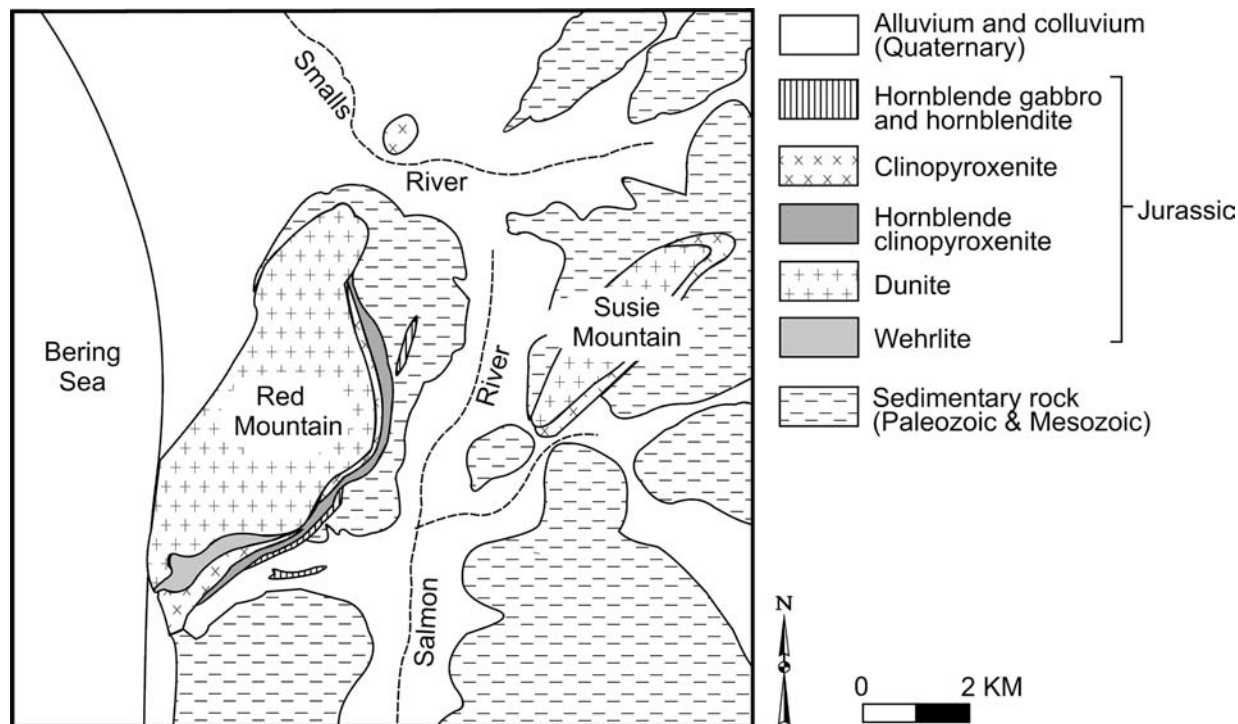 Smalls
River
Bering
Sea
Red
Mountain
River
Susie
Mountain
Salmon
Alluvium and colluvium
(Quaternary)
Hornblende gabbro
and hornblendite
Clinopyroxenite
Hornblende
clinopyroxenite
Dunite
Wehrlite
Jurassic
Sedimentary rock
(Paleozoic & Mesozoic)
N
0 2 KM